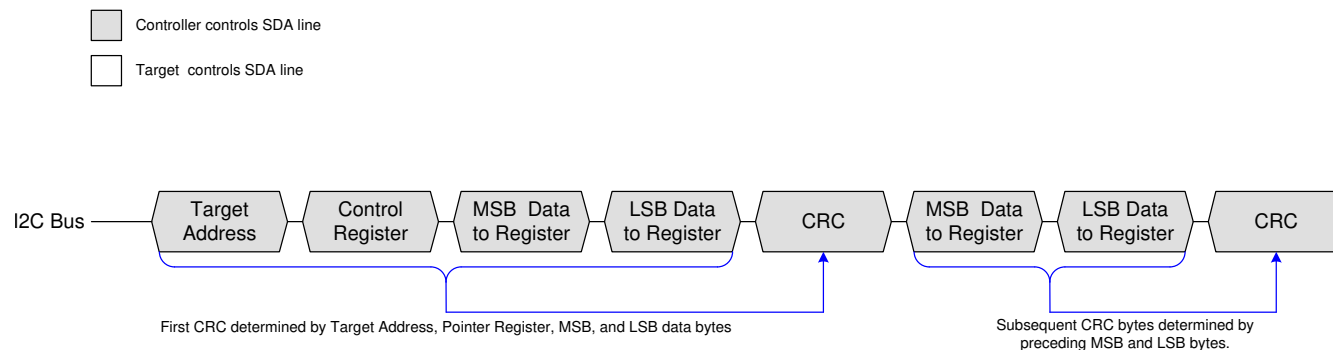 Controller controls SDA line
Target controls SDA line
I2C Bus
Target
Address
Control
Register
MSB Data
to Register
LSB Data
to Register
CRC
MSB Data
to Register
LSB Data
to Register
CRC
First CRC determined by Target Address, Pointer Register, MSB, and LSB data bytes
Subsequent CRC bytes determined by
preceding MSB and LSB bytes.